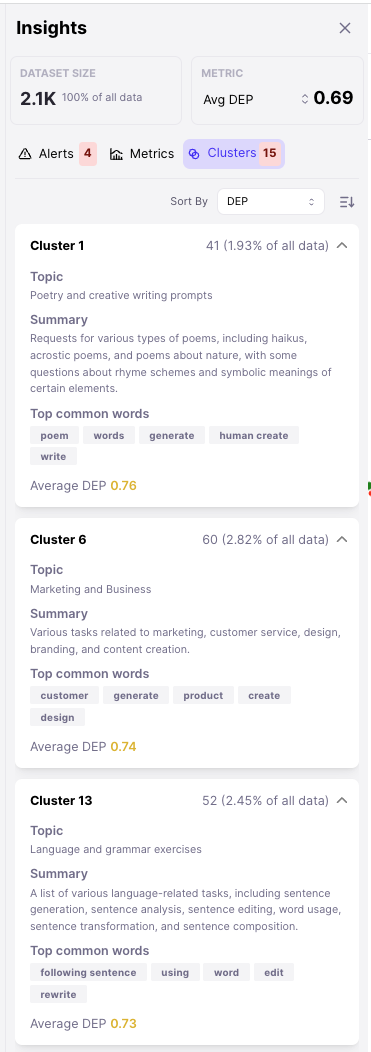 Insights
DATASET SIZE
2.1K 100% of all data
METRIC
Avg DEP 0.69
Alerts 4 Metrics Clusters 15
Sort By DEP
Cluster 1 41 (1.93% of all data)
Topic
Poetry and creative writing prompts
Summary
Requests for various types of poems, including haikus,
acrostic poems, and poems about nature, with some
questions about rhyme schemes and symbolic meanings of
certain elements.
Top common words
poem words generate human create
write
Average DEP 0.76
Cluster 6 60 (2.82% of all data)
Topic
Marketing and Business
Summary
Various tasks related to marketing, customer service, design,
branding, and content creation.
Top common words
customer generate product create
design
Average DEP 0.74
Cluster 13 52 (2.45% of all data)
Topic
Language and grammar exercises
Summary
A list of various language-related tasks, including sentence
generation, sentence analysis, sentence editing, word usage,
sentence transformation, and sentence composition.
Top common words
following sentence using word edit
rewrite
Average DEP 0.73